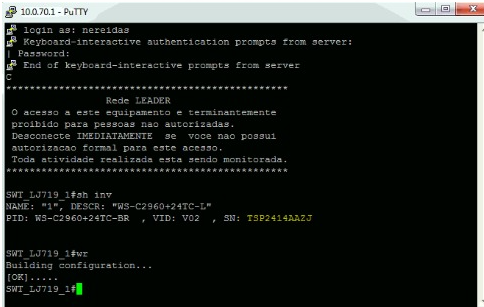 10.0.70.1 - PuTTY
login as: nereidas
Keyboard-interactive authentication prompts from server:
| Password:
End of keyboard-interactive prompts from server
C
************************************************
Rede LEADER
O acesso a este equipamento e terminantemente
proibido para pessoas nao autorizadas.
Desconecte IMEDIATAMENTE se voce nao possui
autorizacao formal para este acesso.
Toda atividade realizada esta sendo monitorada.
************************************************
SWT_LJ719_1#sh inv
NAME: "1", DESCR: "WS-C2960+24TC-L"
PID: WS-C2960+24TC-BR , VID: V02 , SN: TSP2414AAZJ
SWT_LJ719_1#wr
Building configuration...
[OK].....
SWT_LJ719_1#